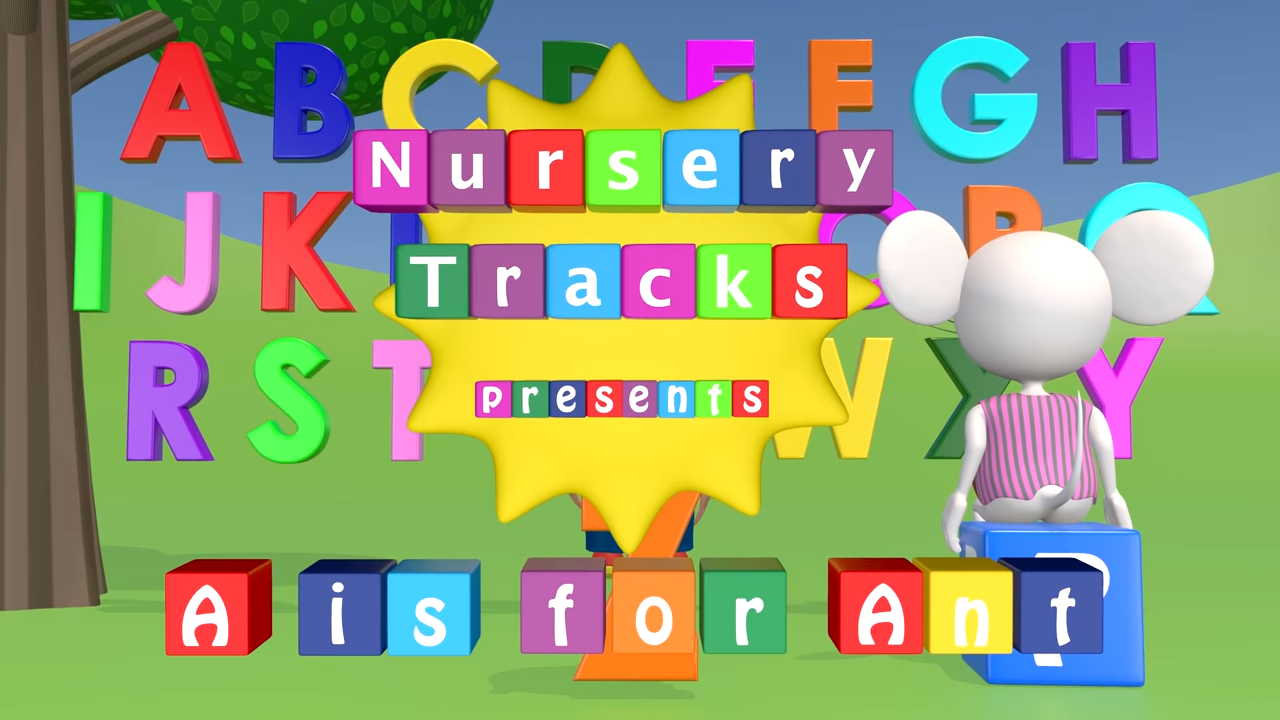 A B C D E F G H
Nursery
I J K P Q
Tracks
R S T W X Y
presents
Z
A is for Ant
P